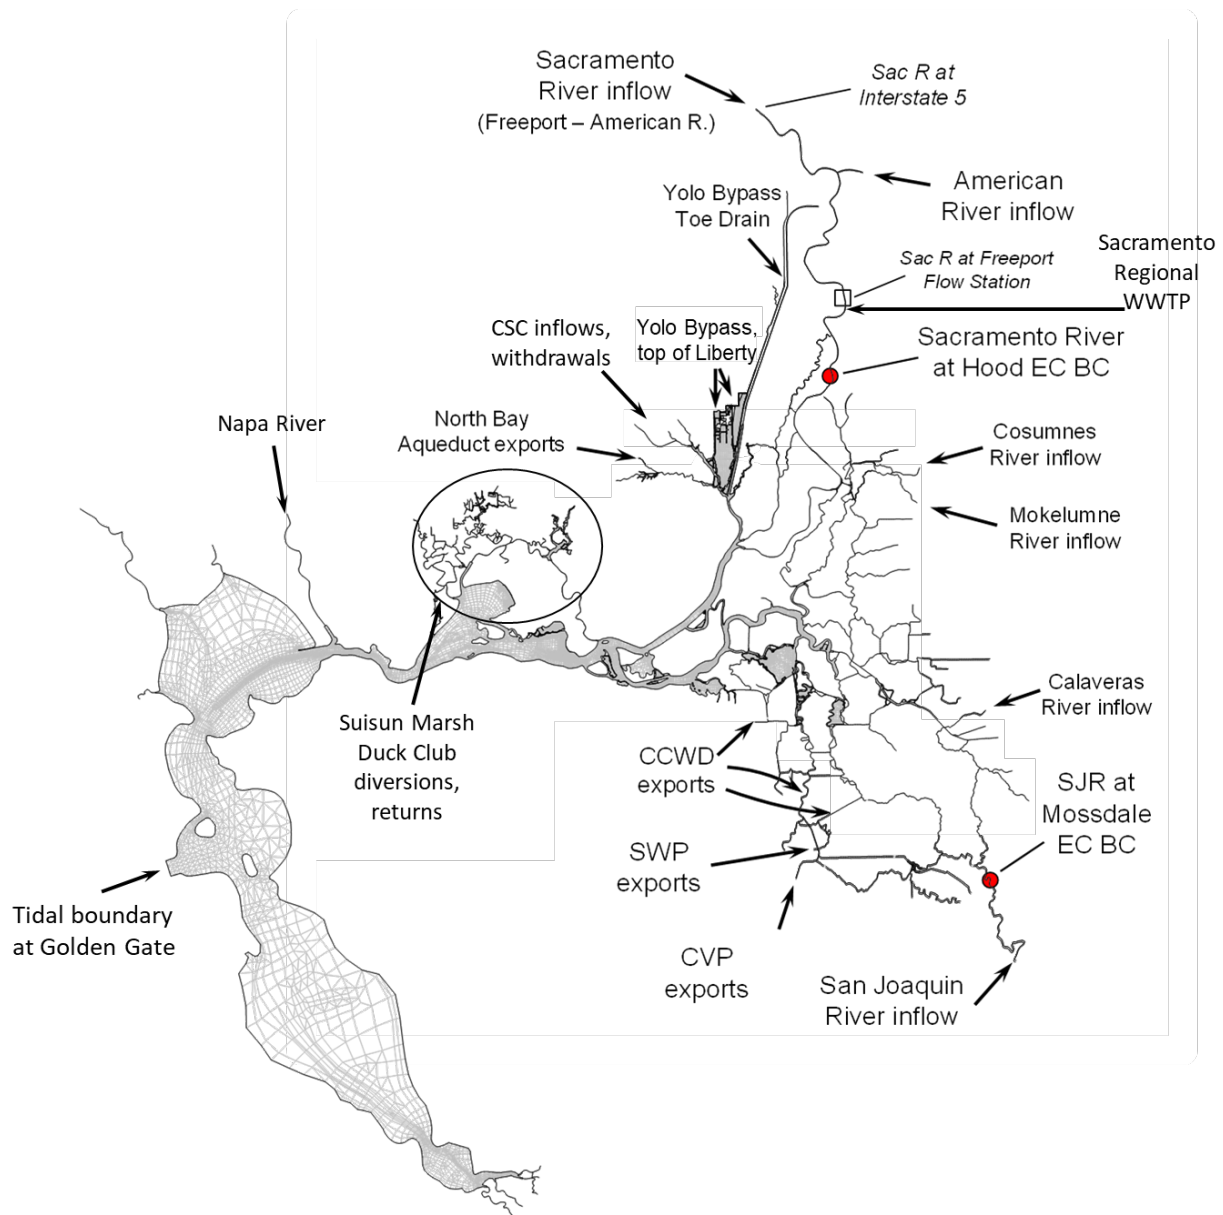 Sacramento
River inflow
(Freeport – American R.)
Sac R at
Interstate 5
American
River inflow
Yolo Bypass
Toe Drain
Sac R at Freeport
Flow Station
Sacramento
Regional
WWTP
CSC inflows,
withdrawals
Yolo Bypass,
top of Liberty
Sacramento River
at Hood EC BC
Napa River
North Bay
Aqueduct exports
Cosumnes
River inflow
Mokelumne
River inflow
Calaveras
River inflow
Suisun Marsh
Duck Club
diversions,
returns
CCWD
exports
SJR at
Mossdale
EC BC
SWP
exports
Tidal boundary
at Golden Gate
CVP
exports
San Joaquin
River inflow